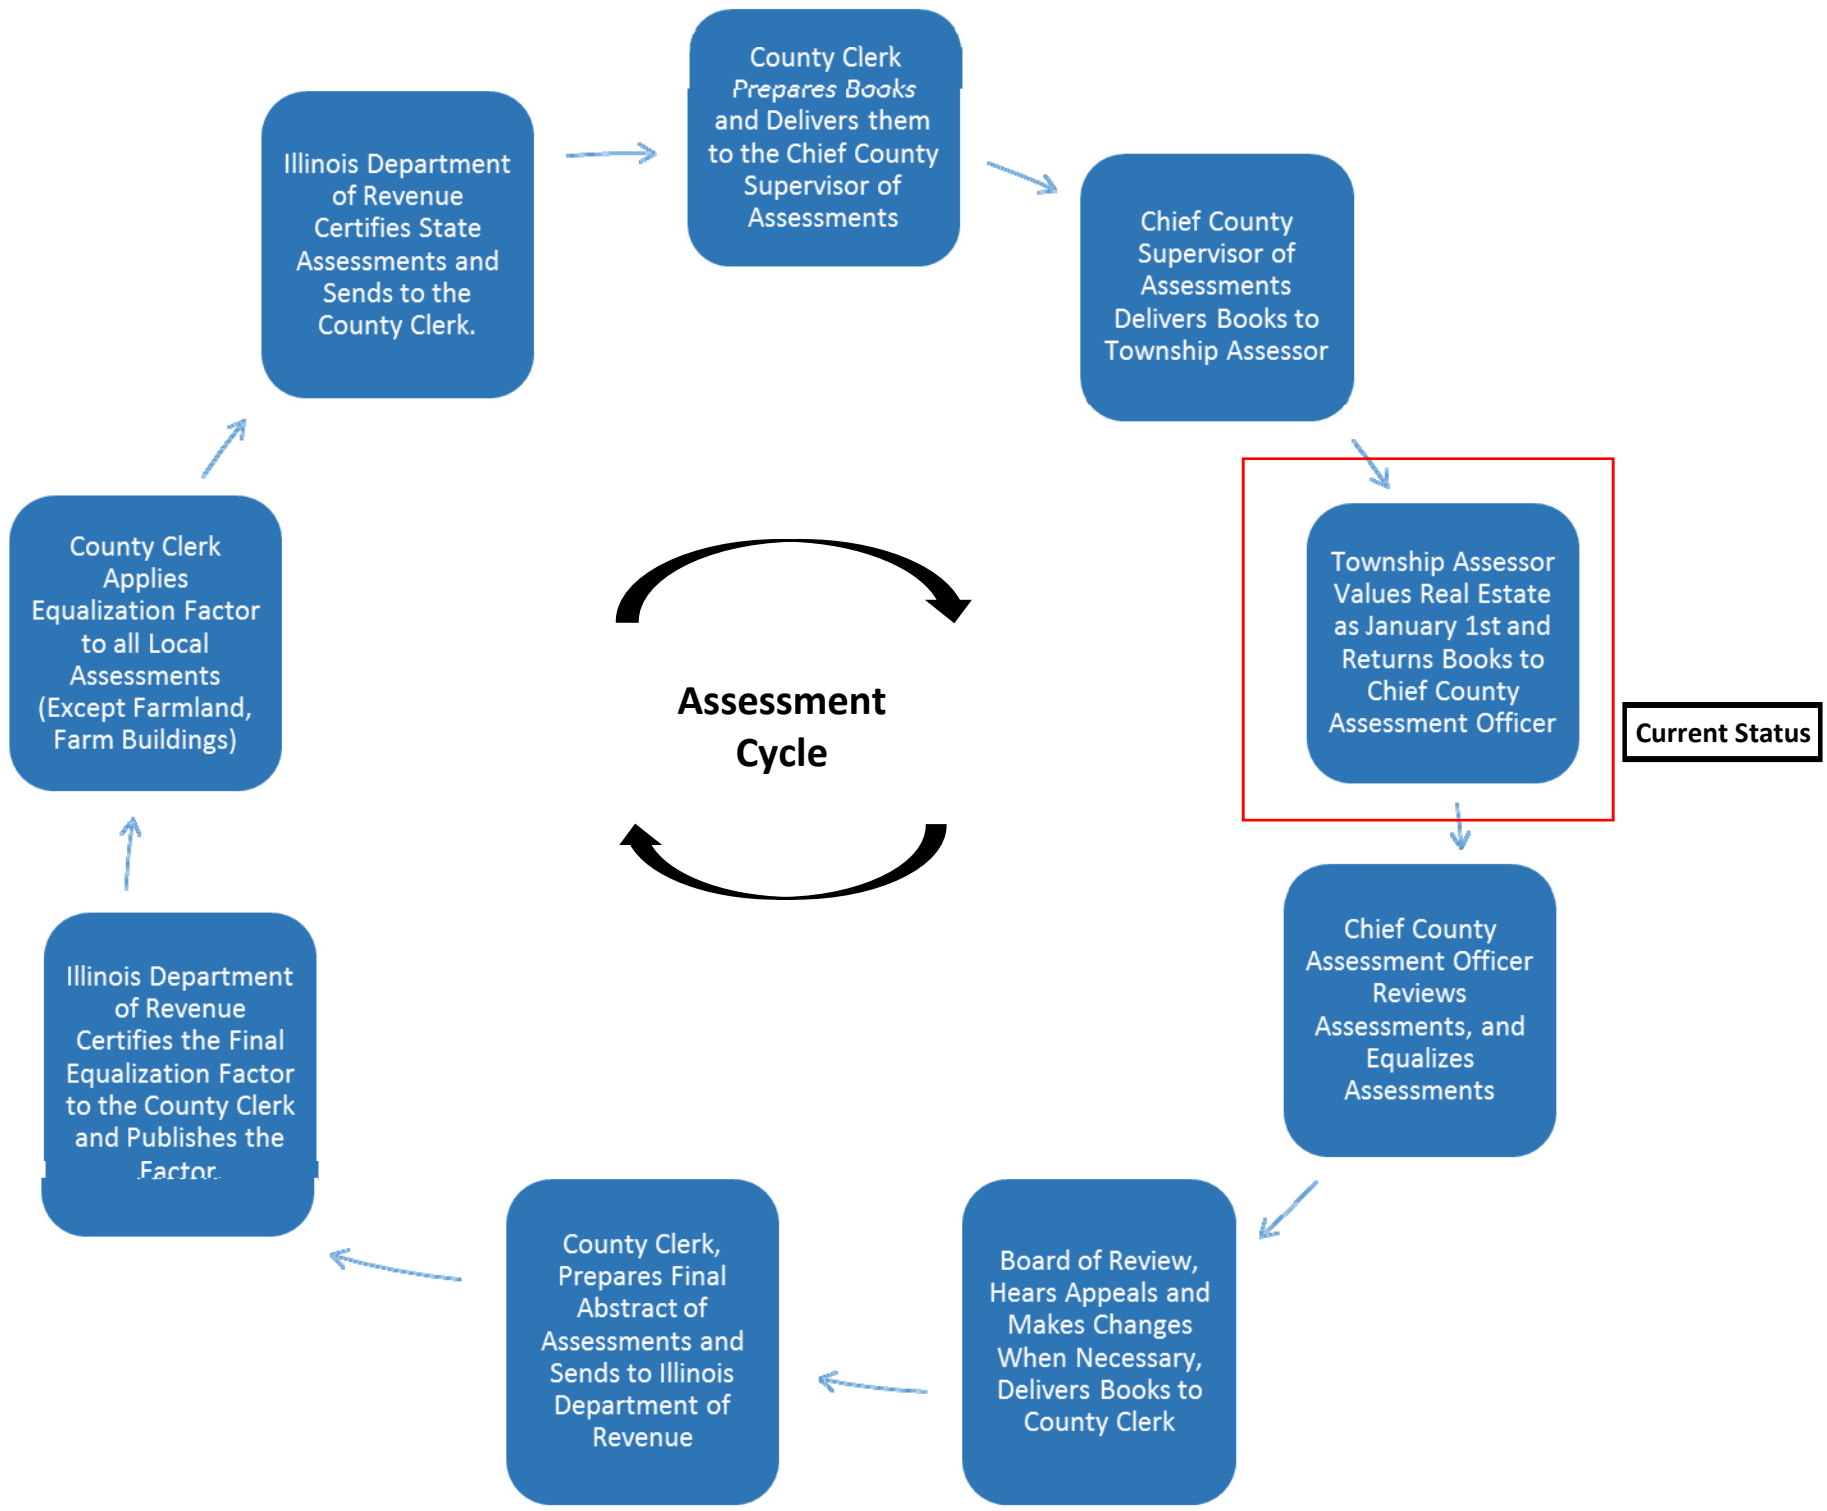 County Clerk
Prepares Books
and Delivers them
to the Chief County
Supervisor of
Assessments
Chief County
Supervisor of
Assessments
Delivers Books to
Township Assessor
Township Assessor
Values Real Estate
as January 1st and
Returns Books to
Chief County
Assessment Officer
Current Status
Chief County
Assessment Officer
Reviews
Assessments, and
Equalizes
Assessments
Board of Review,
Hears Appeals and
Makes Changes
When Necessary,
Delivers Books to
County Clerk
County Clerk,
Prepares Final
Abstract of
Assessments and
Sends to Illinois
Department of
Revenue
Illinois Department
of Revenue
Certifies the Final
Equalization Factor
to the County Clerk
and Publishes the
Factor.
County Clerk
Applies
Equalization Factor
to all Local
Assessments
(Except Farmland,
Farm Buildings)
Illinois Department
of Revenue
Certifies State
Assessments and
Sends to the
County Clerk.
Assessment
Cycle